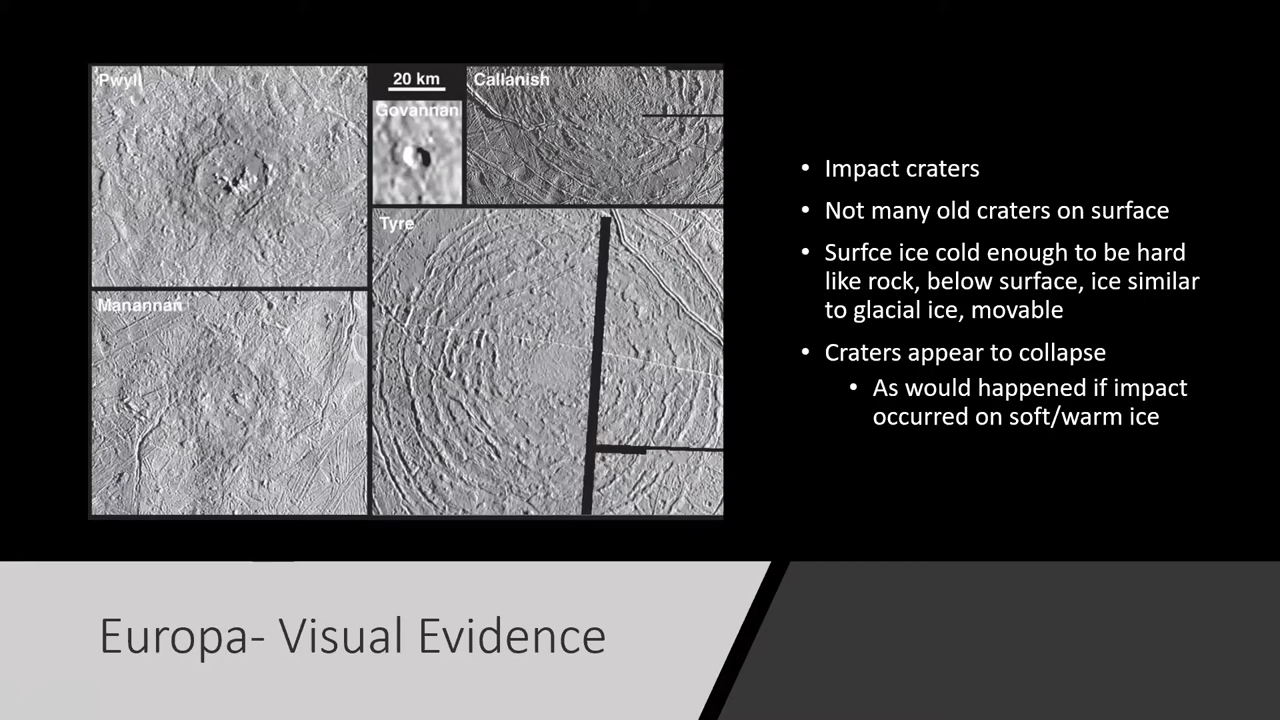 Pwyll
20 km
Callanish
Govannan
Tyre
Manannan
• Impact craters
• Not many old craters on surface
• Surfce ice cold enough to be hard
like rock, below surface, ice similar
to glacial ice, movable
• Craters appear to collapse
• As would happened if impact
occurred on soft/warm ice
Europa- Visual Evidence